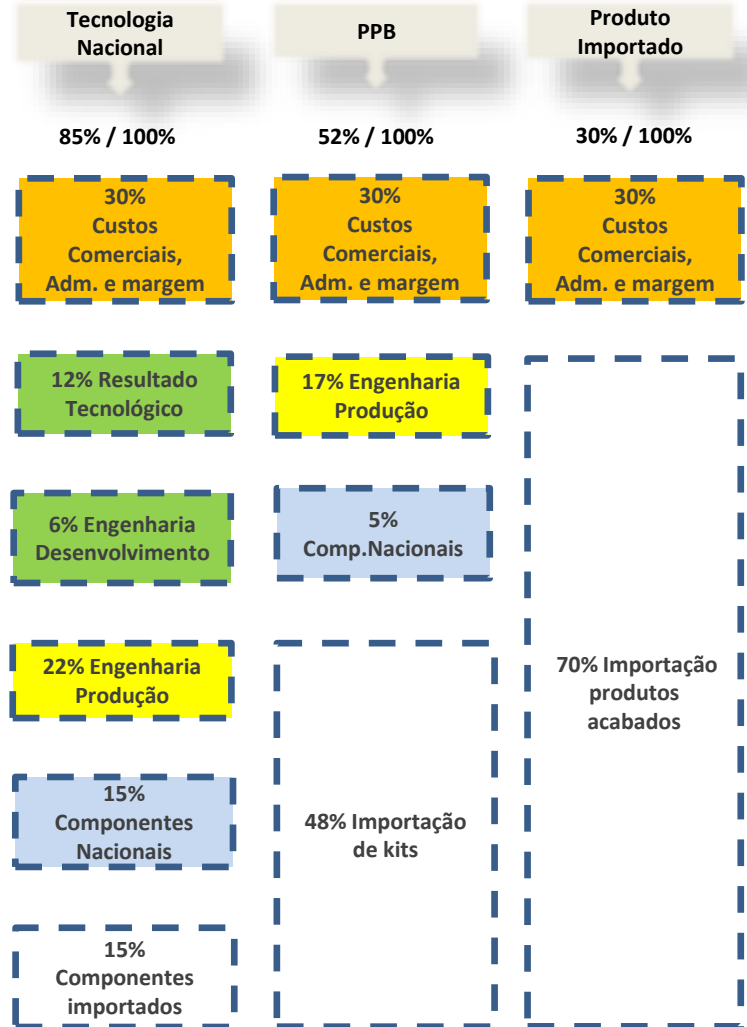 Tecnologia
Nacional
85% / 100%
30%
Custos
Comerciais,
Adm. e margem
12% Resultado
Tecnológico
6% Engenharia
Desenvolvimento
22% Engenharia
Produção
15%
Componentes
Nacionais
15%
Componentes
importados
PPB
52% / 100%
30%
Custos
Comerciais,
Adm. e margem
17% Engenharia
Produção
5%
Comp.Nacionais
48% Importação
de kits
Produto
Importado
30% / 100%
30%
Custos
Comerciais,
Adm. e margem
70% Importação
produtos
acabados